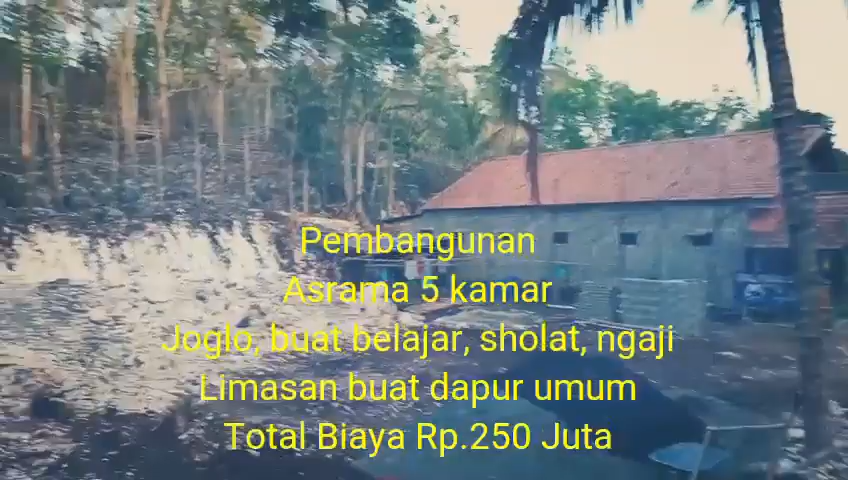 Pembangunan
Asrama 5 kamar
Joglo, buat belajar, sholat, ngaji
Limasan buat dapur umum
Total Biaya Rp.250 Juta